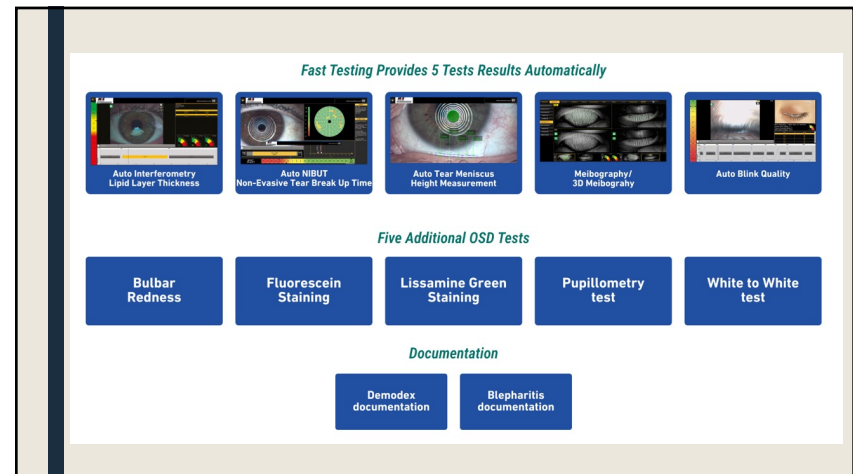 Fast Testing Provides 5 Tests Results Automatically
Auto Interferometry
Lipid Layer Thickness
Auto NIBUT
Non-Evasive Tear Break Up Time
Auto Tear Meniscus
Height Measurement
Meibography/
3D Meibograhy
Auto Blink Quality
Five Additional OSD Tests
Bulbar
Redness
Fluorescein
Staining
Lissamine Green
Staining
Pupillometry
test
White to White
test
Documentation
Demodex
documentation
Blepharitis
documentation